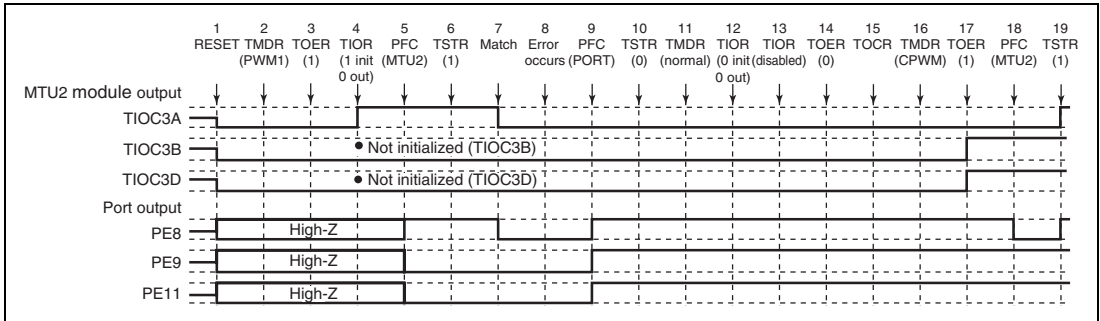 1 2 3 4 5 6 7 8 9 10 11 12 13 14 15 16 17 18 19
RESET TMDR TOER TIOR PFC TSTR Match Error PFC TSTR TMDR TIOR TIOR TOER TOCR TMDR TOER PFC TSTR
(PWM1) (1) (1 init (MTU2) (1) occurs (PORT) (0) (normal) (0 init (disabled) (0) (CPWM) (1) (MTU2) (1)
0 out) 0 out)
MTU2 module output
TIOC3A
TIOC3B • Not initialized (TIOC3B)
TIOC3D • Not initialized (TIOC3D)
Port output
PE8 High-Z
PE9 High-Z
PE11 High-Z